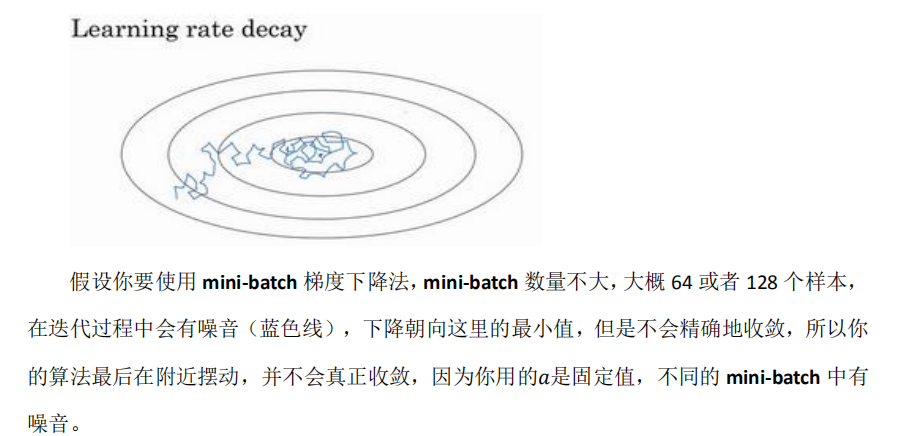 Learning rate decay
假设你要使用 mini-batch 梯度下降法，mini-batch 数量不大，大概 64 或者 128 个样本，
在迭代过程中会有噪音（蓝色线），下降朝向这里的最小值，但是不会精确地收敛，所以你
的算法最后在附近摆动，并不会真正收敛，因为你用的𝑎是固定值，不同的 mini-batch 中有
噪音。